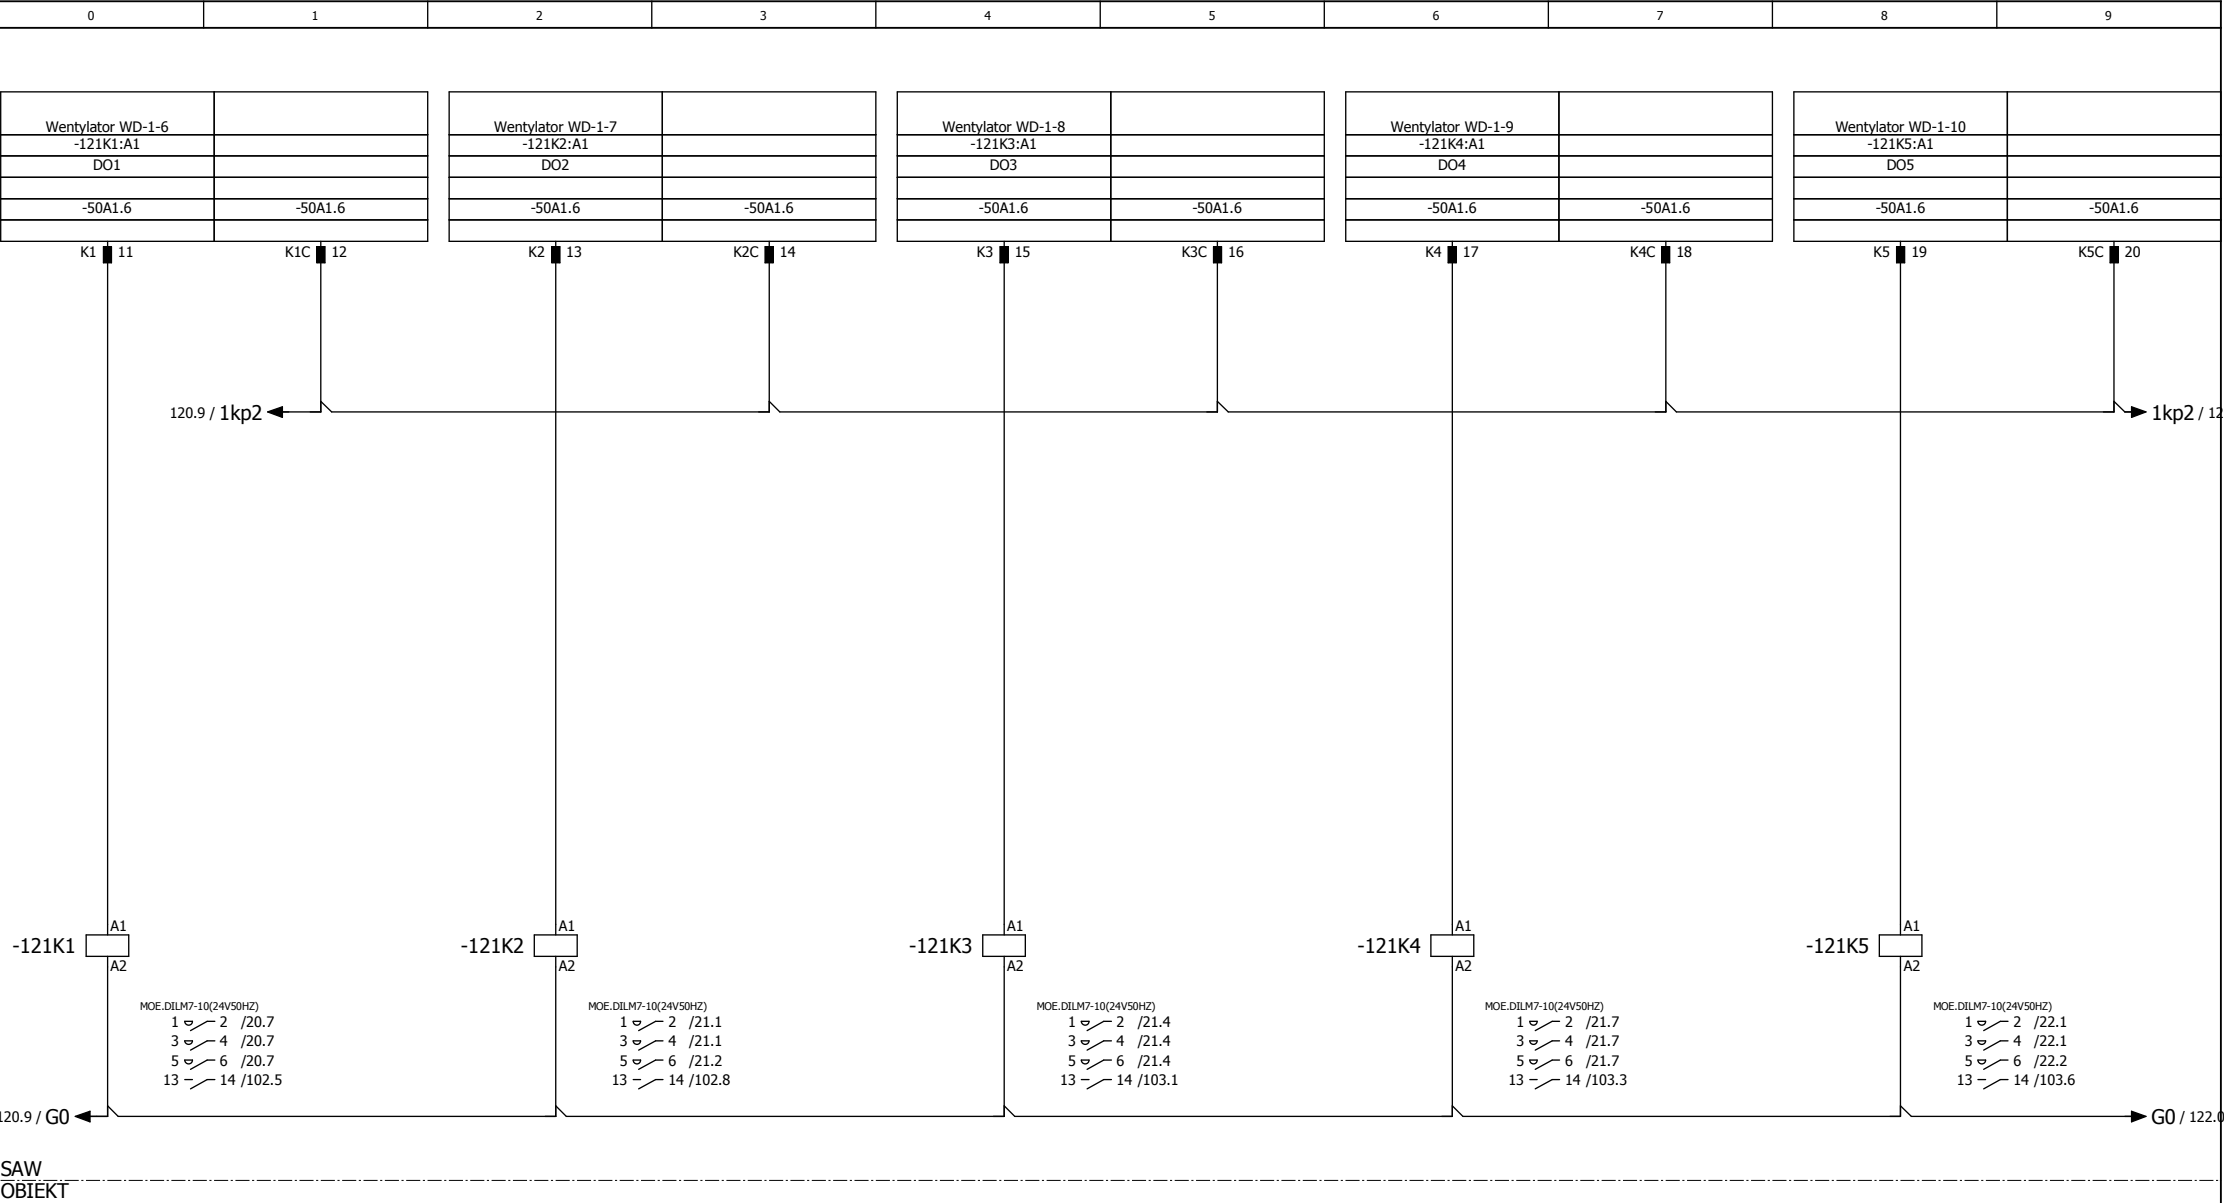 0 1 2 3 4 5 6 7 8 9
Wentylator WD-1-6 Wentylator WD-1-7 Wentylator WD-1-8 Wentylator WD-1-9 Wentylator WD-1-10
-121K1:A1 -121K2:A1 -121K3:A1 -121K4:A1 -121K5:A1
DO1 DO2 DO3 DO4 DO5
-50A1.6 -50A1.6 -50A1.6 -50A1.6 -50A1.6 -50A1.6 -50A1.6 -50A1.6 -50A1.6 -50A1.6
K1 11 K1C 12 K2 13 K2C 14 K3 15 K3C 16 K4 17 K4C 18 K5 19 K5C 20
120.9 / 1kp2 1kp2 / 12
A1 A1 A1 A1 A1
-121K1 -121K2 -121K3 -121K4 -121K5
A2 A2 A2 A2 A2
MOE.DILM7-10(24V50HZ) MOE.DILM7-10(24V50HZ) MOE.DILM7-10(24V50HZ) MOE.DILM7-10(24V50HZ) MOE.DILM7-10(24V50HZ)
1 2 /20.7 1 2 /21.1 1 2 /21.4 1 2 /21.7 1 2 /22.1
3 4 /20.7 3 4 /21.1 3 4 /21.4 3 4 /21.7 3 4 /22.1
5 6 /20.7 5 6 /21.2 5 6 /21.4 5 6 /21.7 5 6 /22.2
13 14 /102.5 13 14 /102.8 13 14 /103.1 13 14 /103.3 13 14 /103.6
120.9 / G0 G0 / 122.0
SAW
OBIEKT